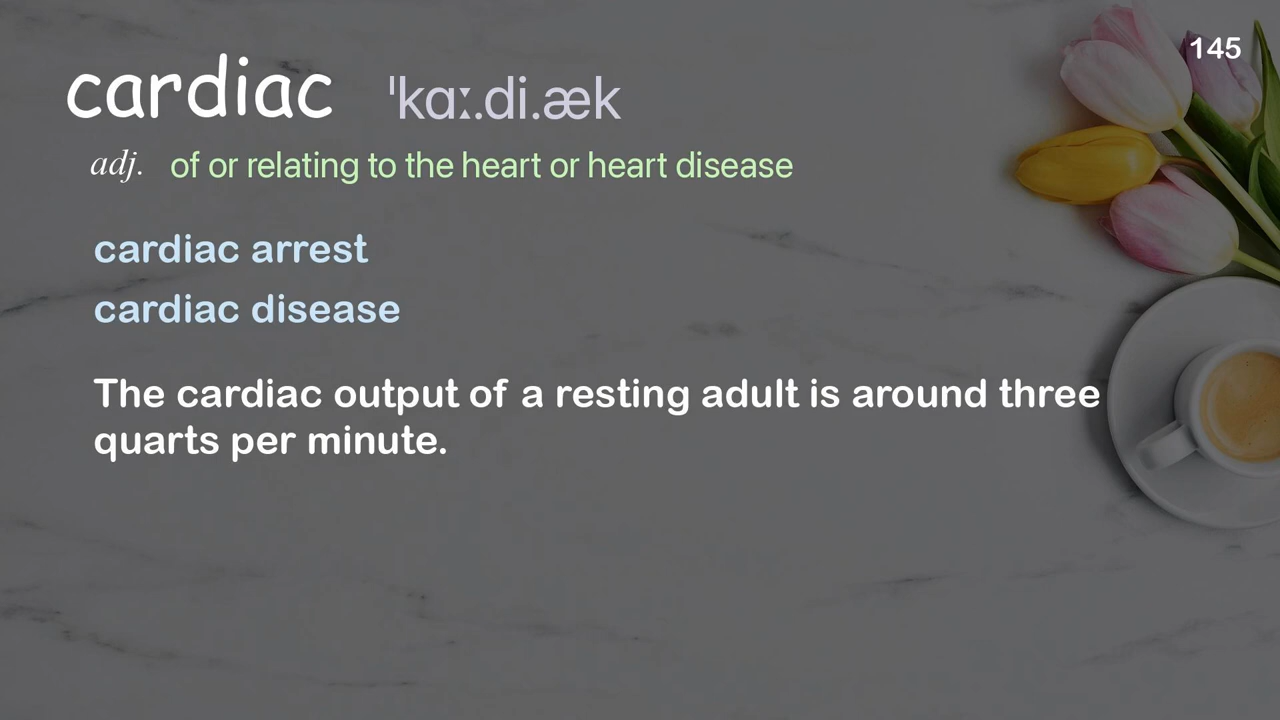 145
cardiac ˈkɑː.di.æk
adj. of or relating to the heart or heart disease
cardiac arrest
cardiac disease
The cardiac output of a resting adult is around three
quarts per minute.